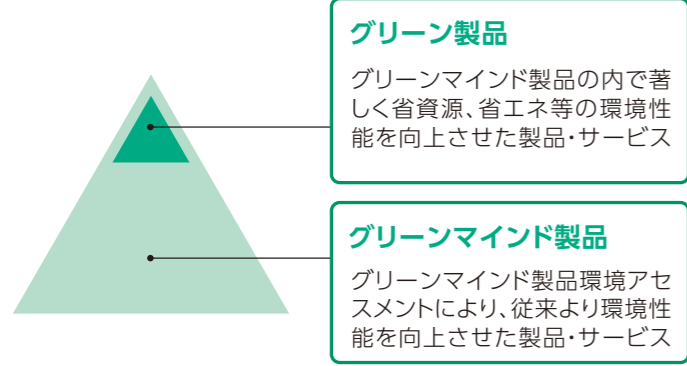 グリーン製品
グリーンマインド製品の内で著
しく省資源、省エネ等の環境性
能を向上させた製品・サービス
グリーンマインド製品
グリーンマインド製品環境アセ
スメントにより、従来より環境性
能を向上させた製品・サービス